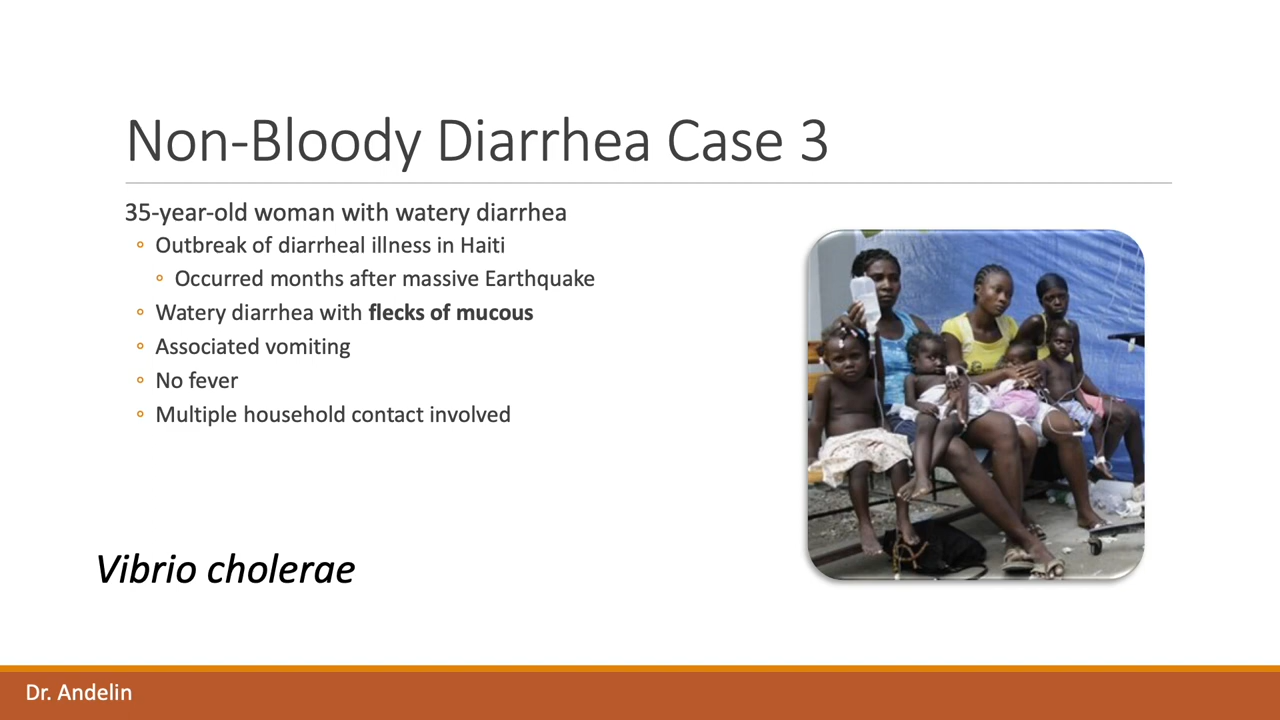 Non-Bloody Diarrhea Case 3
35-year-old woman with watery diarrhea
Outbreak of diarrheal illness in Haiti
Occurred months after massive Earthquake
Watery diarrhea with flecks of mucous
Associated vomiting
No fever
Multiple household contact involved
Vibrio cholerae
Dr. Andelin